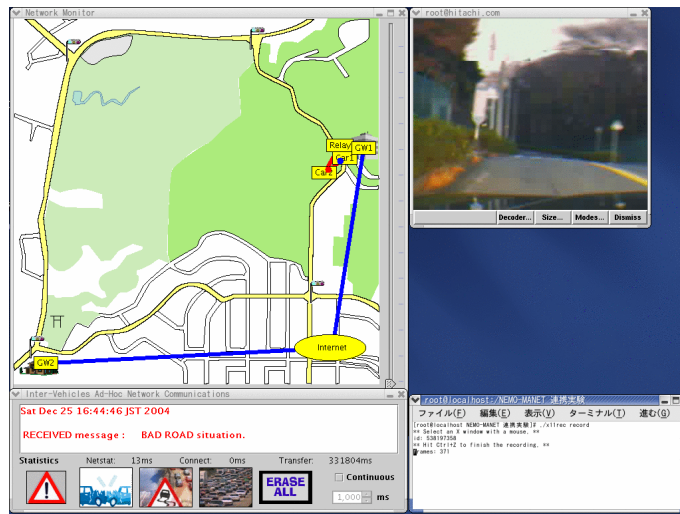 Network Monitor
Relay
GW1
Car1
Car2
Internet
GW2
root@hitachi.com
Decoder... Size... Modes... Dismiss
Inter-Vehicles Ad-Hoc Network Communications
Sat Dec 25 16:44:46 JST 2004
RECEIVED message : BAD ROAD situation.
Statistics Netstat: 13ms Connect: 0ms Transfer: 331804ms
ERASE
ALL
Continuous
1,000 ms
root@localhost:/NEMO-MANET 連携実験
ファイル(F) 編集(E) 表示(V) ターミナル(T) 進む(G)
[root@localhost NEMO-MANET 連携実験]# ./x11rec record
** Select an X window with a mouse. **
id: 538197358
** Hit Ctrl+Z to finish the recording. **
frames: 371